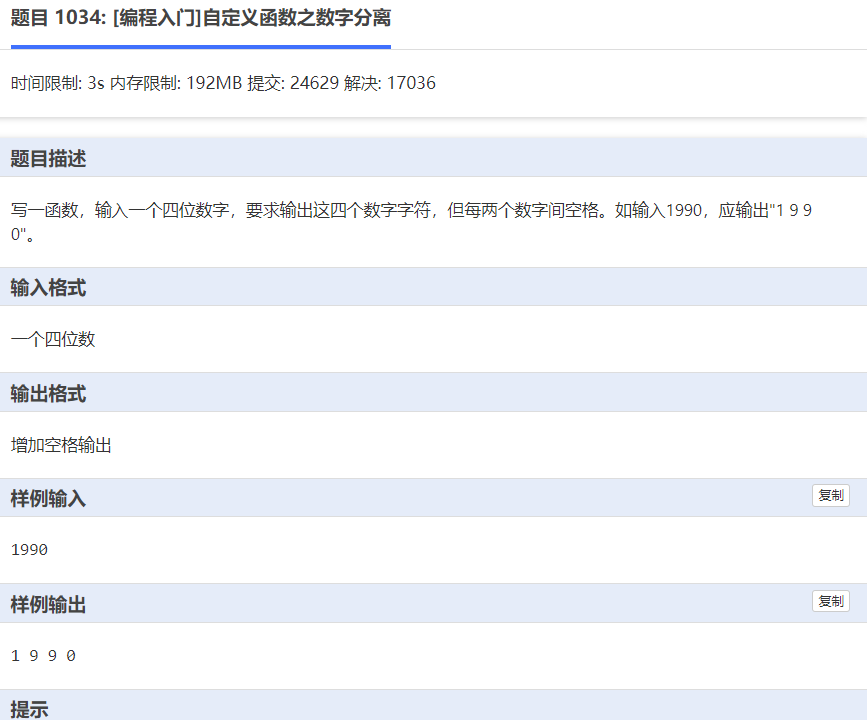 题目 1034: [编程入门]自定义函数之数字分离
时间限制: 3s 内存限制: 192MB 提交: 24629 解决: 17036
题目描述
写一函数，输入一个四位数字，要求输出这四个数字字符，但每两个数字间空格。如输入1990，应输出"1 9 9
0"。
输入格式
一个四位数
输出格式
增加空格输出
样例输入
复制
1990
样例输出
复制
1 9 9 0
提示